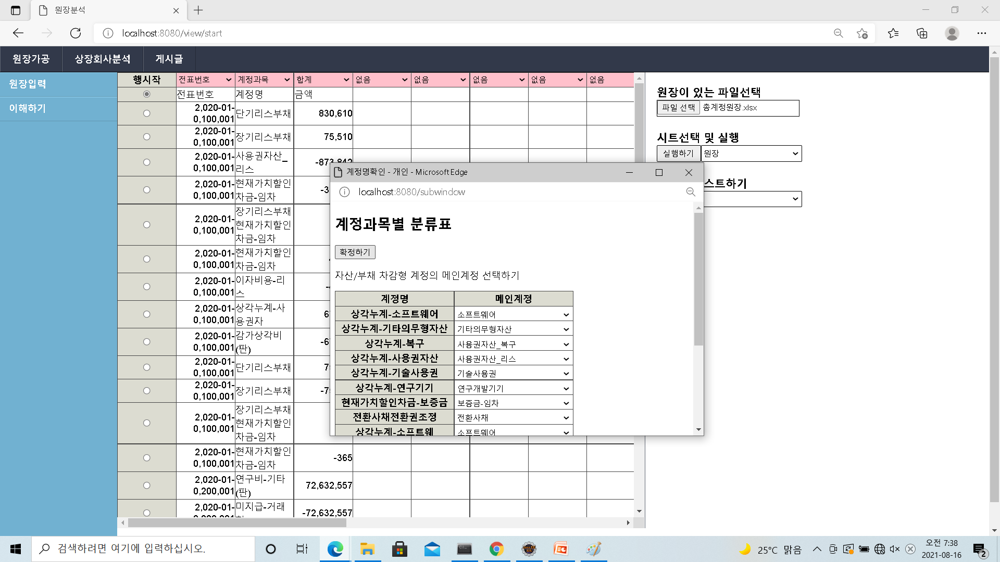 원장분석
localhost:8080/view/start
원장가공 상장회사분석 게시글
원장입력
이해하기
행시작 전표번호 계정과목 합계 없음 없음 없음 없음 없음
전표번호 계정명 금액
2,020-01-0,100,001 단기리스부채 830,610
2,020-01-0,100,001 장기리스부채 75,510
2,020-01-0,100,001 사용권자산_리스 -873,842
2,020-01-0,100,001 현재가치할인차금-임차 -3
2,020-01-0,100,001 장기리스부채현재가치할인차금-임차
2,020-01-0,100,001 현재가치할인차금-임차
2,020-01-0,100,001 이자비용-리스
2,020-01-0,100,001 상각누계-사용권자 6
2,020-01-0,100,001 감가상각비(판) -6
2,020-01-0,100,001 단기리스부채 7
2,020-01-0,100,001 장기리스부채 -7
2,020-01-0,100,001 장기리스부채현재가치할인차금-임차
2,020-01-0,100,001 현재가치할인차금-임차 -365
2,020-01-0,200,001 연구비-기타(판) 72,632,557
2,020-01- 미지급-거래 -72,632,557
원장이 있는 파일선택
파일 선택 총계정원장.xlsx
시트선택 및 실행
실행하기 원장
스트하기
계정명확인 - 개인 - Microsoft Edge
localhost:8080/subwindow
계정과목별 분류표
확정하기
자산/부채 차감형 계정의 메인계정 선택하기
계정명 메인계정
상각누계-소프트웨어 소프트웨어
상각누계-기타의무형자산 기타의무형자산
상각누계-복구 사용권자산_복구
상각누계-사용권자산 사용권자산_리스
상각누계-기술사용권 기술사용권
상각누계-연구기기 연구개발기기
현재가치할인차금-보증금 보증금-임차
전환사채전환권조정 전환사채
상각누계-소프트웨 소프트웨어
검색하려면 여기에 입력하십시오.
25°C 맑음
오전 7:38
2021-08-16
2